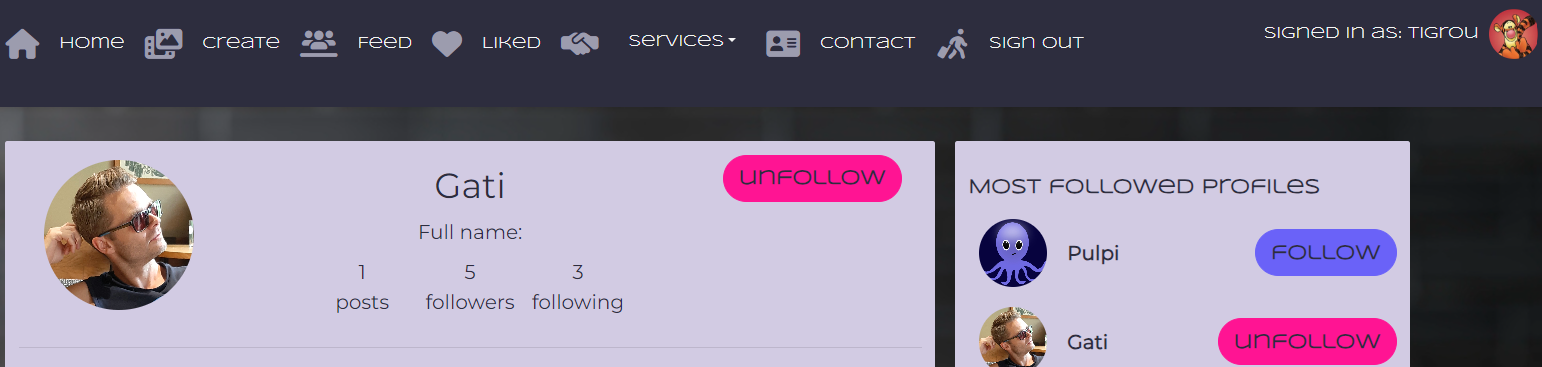 Home Create Feed Liked Services Contact Sign out Signed in as: Tigrou
Gati
unfollow
Full name:
1 5 3
posts followers following
Most followed profiles
Pulpi follow
Gati unfollow